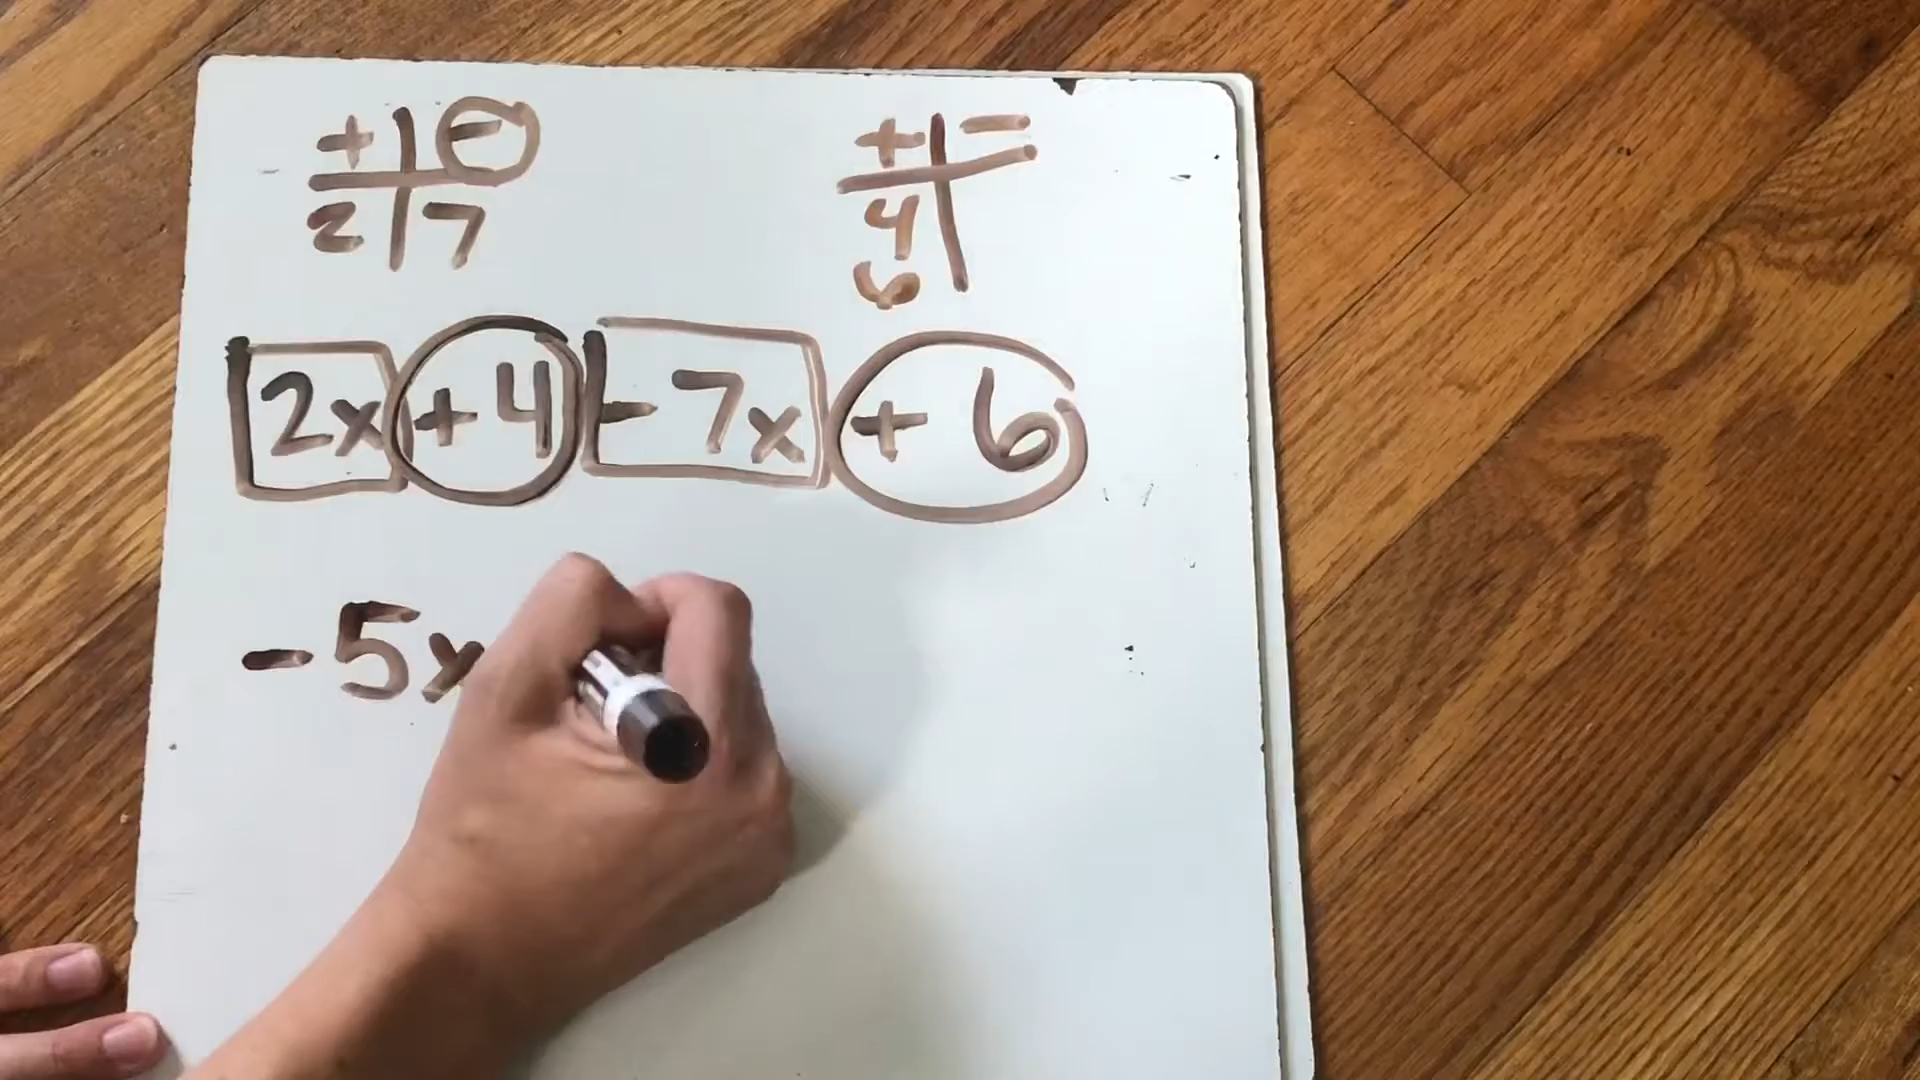 + - + -
2 7 4
6
2x + 4 - 7x + 6
-5x